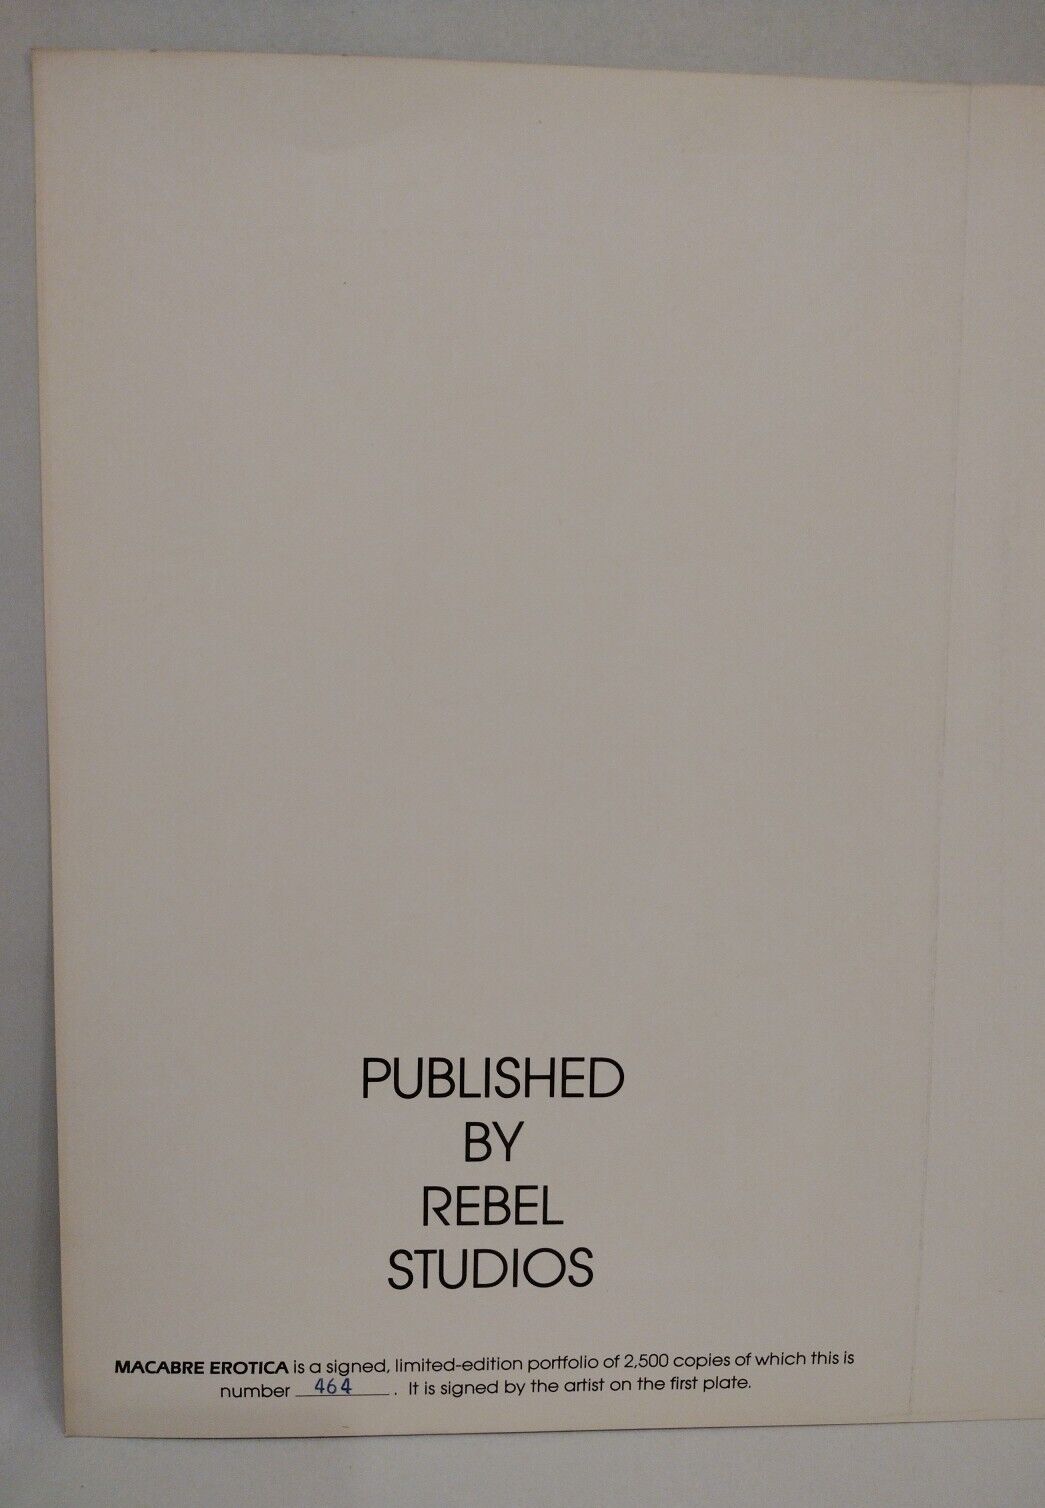 PUBLISHED
BY
REBEL
STUDIOS
MACABRE EROTICA is a signed, limited-edition portfolio of 2,500 copies of which this is
number 464. It is signed by the artist on the first plate.